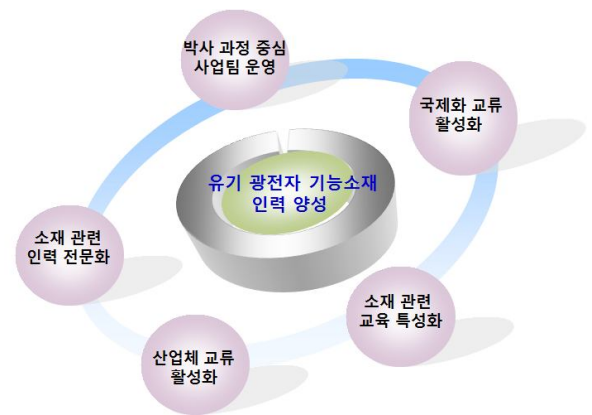 박사 과정 중심
사업팀 운영
국제화 교류
활성화
유기 광전자 기능소재
인력 양성
소재 관련
인력 전문화
소재 관련
교육 특성화
산업체 교류
활성화